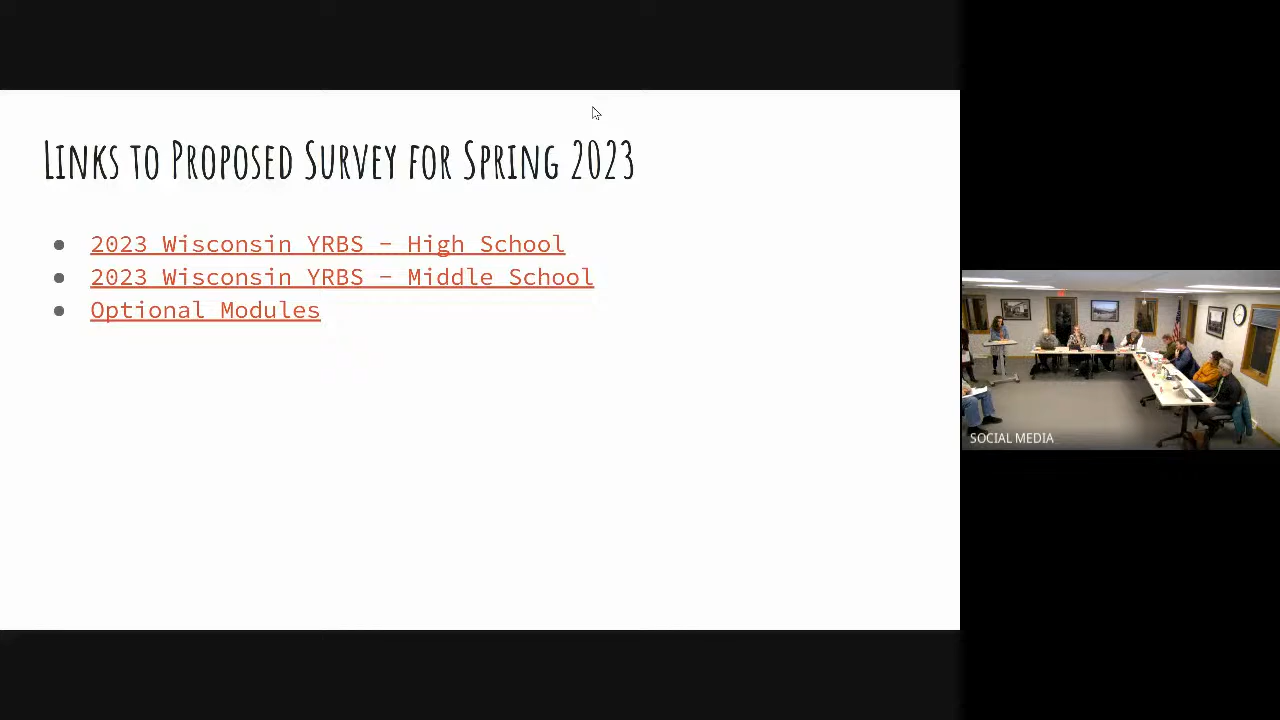 Links to Proposed Survey for Spring 2023
2023 Wisconsin YRBS - High School
2023 Wisconsin YRBS - Middle School
Optional Modules
SOCIAL MEDIA